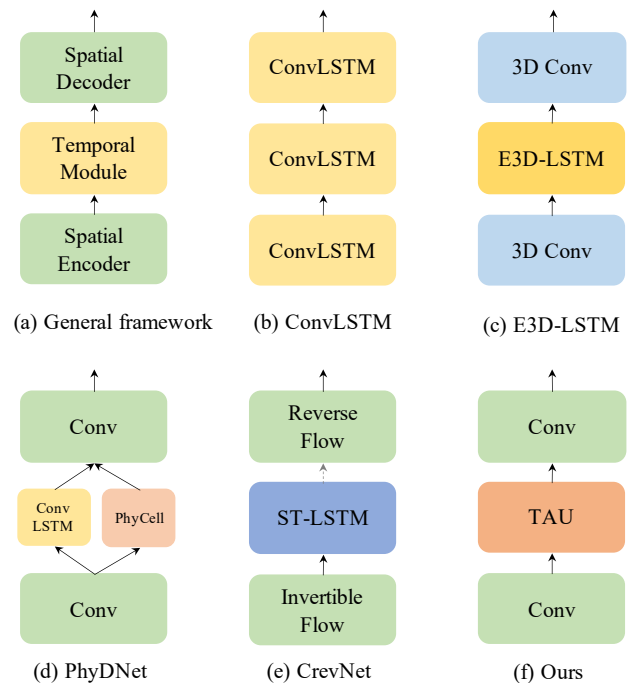 Spatial
Decoder
Temporal
Module
Spatial
Encoder
(a) General framework
ConvLSTM
ConvLSTM
ConvLSTM
(b) ConvLSTM
3D Conv
E3D-LSTM
3D Conv
(c) E3D-LSTM
Conv
Conv
LSTM
PhyCell
Conv
(d) PhyDNet
Reverse
Flow
ST-LSTM
Invertible
Flow
(e) CrevNet
Conv
TAU
Conv
(f) Ours